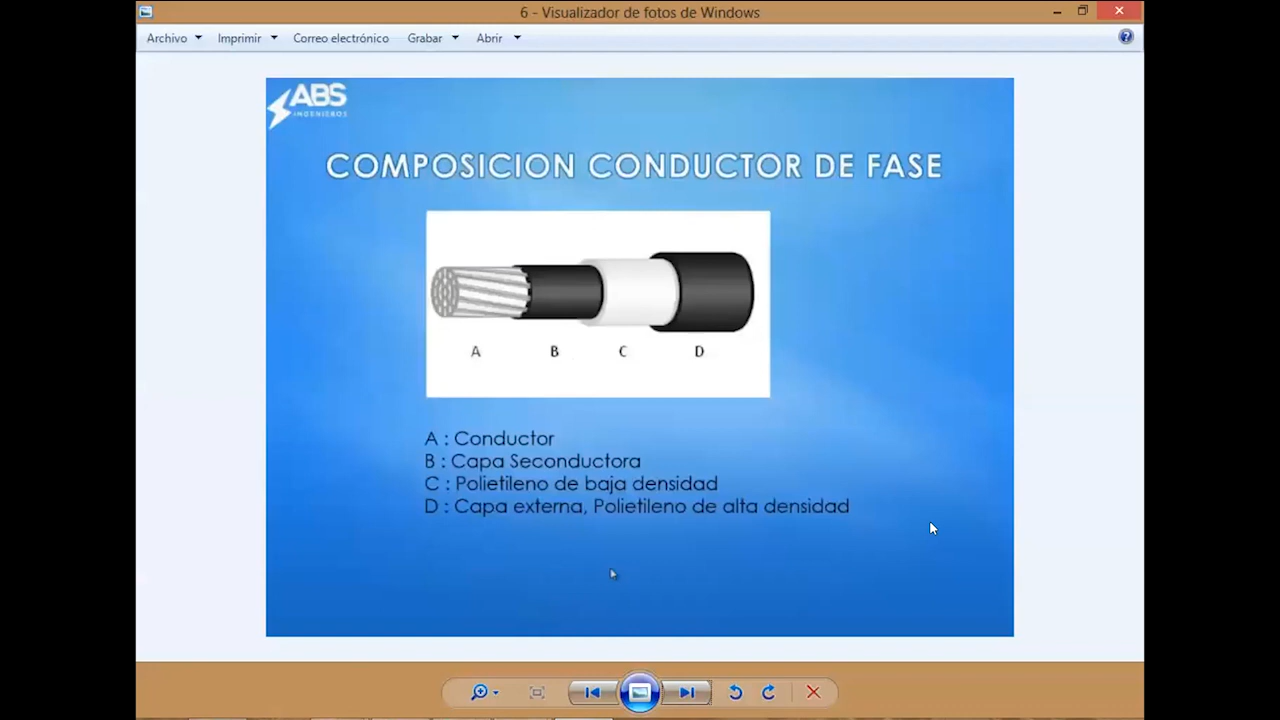 6 - Visualizador de fotos de Windows
Archivo Imprimir Correo electrónico Grabar Abrir
ABS
INGENIEROS
COMPOSICION CONDUCTOR DE FASE
A B C D
A : Conductor
B : Capa Seconductora
C : Polietileno de baja densidad
D : Capa externa, Polietileno de alta densidad